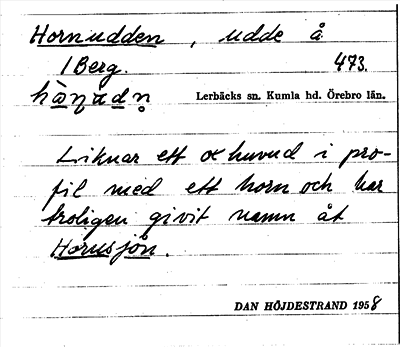 Hornudden, udde å
1 Berg. 473.
Lerbäcks sn. Kumla hd. Örebro län.
Liknar ett oxhuvud i pro-
fil med ett horn och har
troligen givit namn åt
Hornsjön.
DAN HÖJDESTRAND 1958